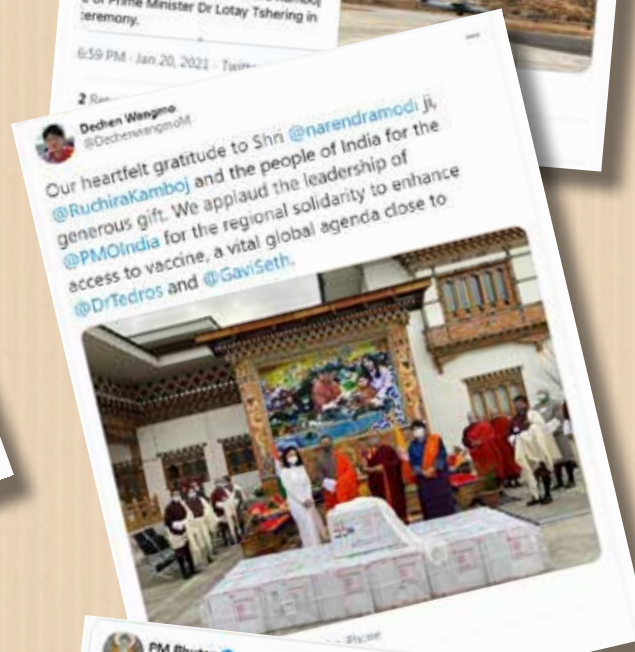 Prime Minister Dr Lotay Tshering in
ceremony.
6:59 PM · Jan 20, 2021 ·
2
Dechen Wangmo
@DechenwangmoM
Our heartfelt gratitude to Shri @narendramodi ji,
@RuchiraKamboj and the people of India for the
generous gift. We applaud the leadership of
@PMOIndia for the regional solidarity to enhance
access to vaccine, a vital global agenda close to
@DrTedros and @GaviSeth.
PM